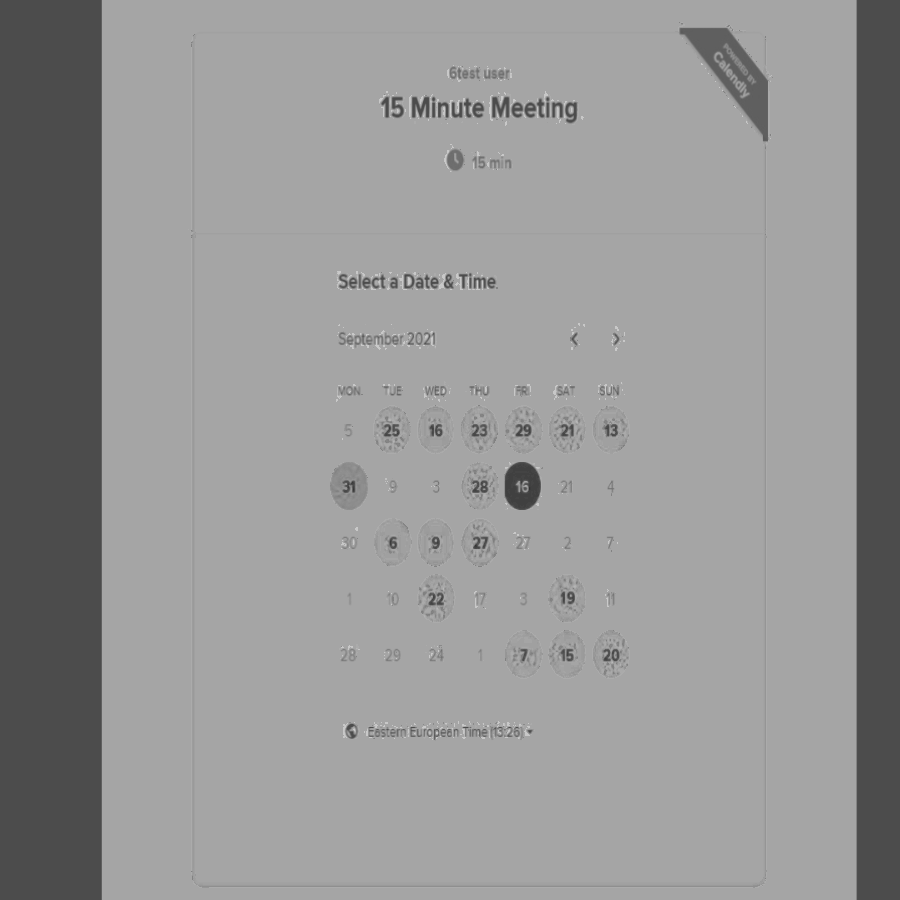 POWERED BY
Calendly
6test user
15 Minute Meeting
15 min
Select a Date & Time
September 2021
MON TUE WED THU FRI SAT SUN
5 25 16 23 29 21 13
31 9 3 28 16 21 4
30 6 9 27 27 2 7
1 10 22 17 3 19 11
28 29 24 1 7 15 20
Eastern European Time (13:26)